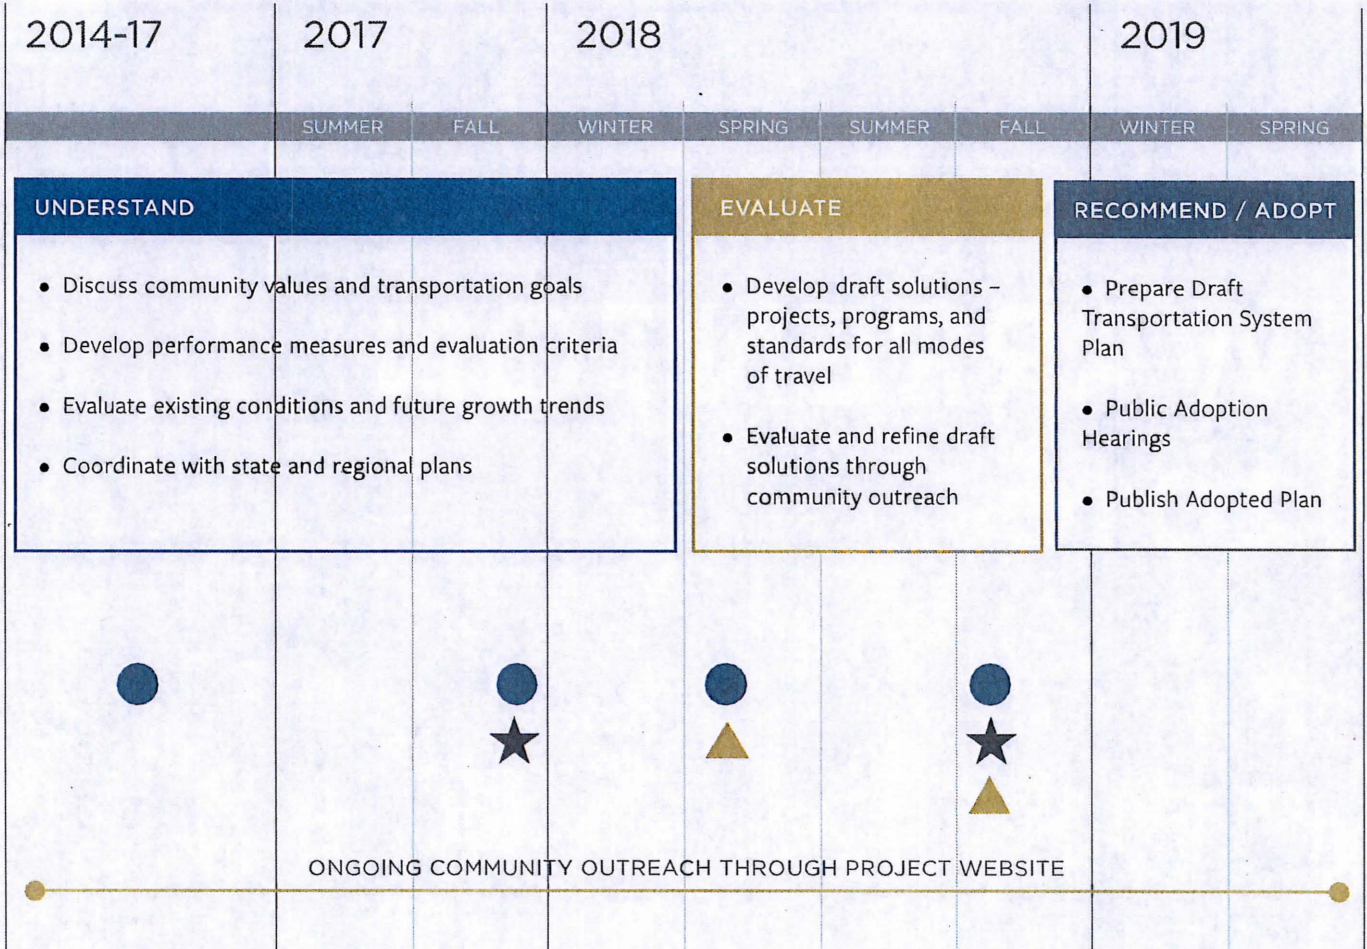 2014-17 2017 2018 2019
SUMMER FALL WINTER SPRING SUMMER FALL WINTER SPRING
UNDERSTAND
• Discuss community values and transportation goals
• Develop performance measures and evaluation criteria
• Evaluate existing conditions and future growth trends
• Coordinate with state and regional plans
EVALUATE
• Develop draft solutions –
projects, programs, and
standards for all modes
of travel
• Evaluate and refine draft
solutions through
community outreach
RECOMMEND / ADOPT
• Prepare Draft
Transportation System
Plan
• Public Adoption
Hearings
• Publish Adopted Plan
ONGOING COMMUNITY OUTREACH THROUGH PROJECT WEBSITE